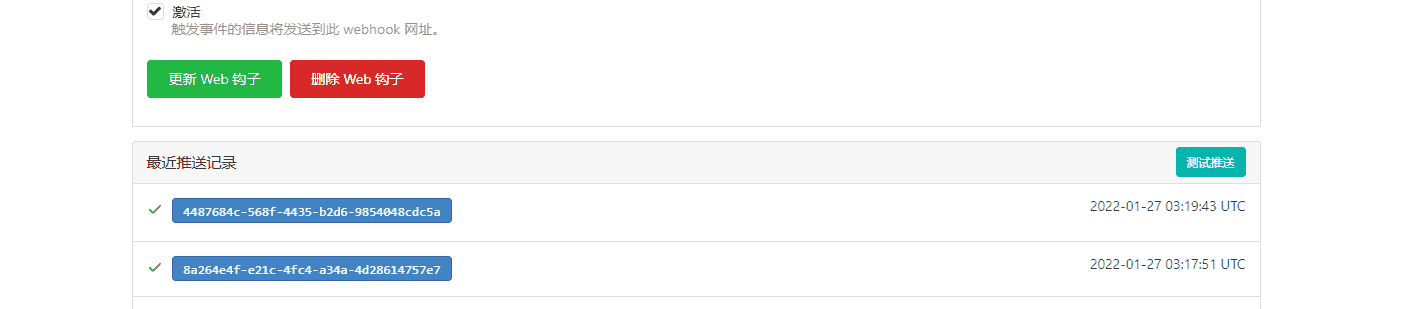 激活
触发事件的信息将发送到此 webhook 网址。
更新 Web 钩子 删除 Web 钩子
最近推送记录 测试推送
4487684c-568f-4435-b2d6-9854048cdc5a 2022-01-27 03:19:43 UTC
8a264e4f-e21c-4fc4-a34a-4d28614757e7 2022-01-27 03:17:51 UTC